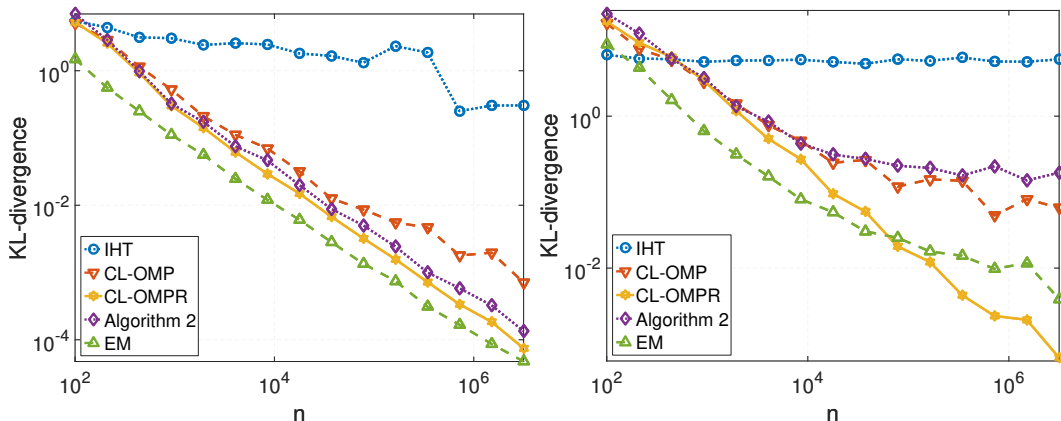 KL-divergence
10^0
10^-2
10^-4
IHT
CL-OMP
CL-OMPR
Algorithm 2
EM
10^2
10^4
10^6
n
KL-divergence
10^0
10^-2
IHT
CL-OMP
CL-OMPR
Algorithm 2
EM
10^2
10^4
10^6
n